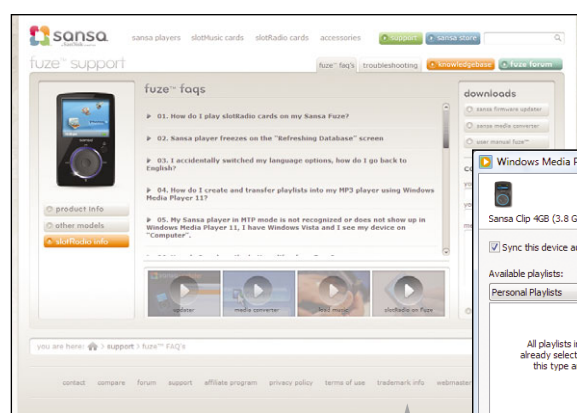 sansa
sansa players slotMusic cards slotRadio cards accessories support sansa store
fuze™ support
fuze™ faq's troubleshooting knowledgebase fuze forum
fuze™ faqs
01. How do I play slotRadio cards on my Sansa Fuze?
02. Sansa player freezes on the "Refreshing Database" screen
03. I accidentally switched my language options, how do I go back to
English?
04. How do I create and transfer playlists into my MP3 player using Windows
Media Player 11?
05. My Sansa player in MTP mode is not recognized or does not show up in
Windows Media Player 11, I have Windows Vista and I see my device on
"Computer".
product info
other models
slotRadio info
updater media converter load music slotRadio on Fuze
downloads
sansa firmware updater
sansa media converter
user manual fuze™
Windows Media P
Sansa Clip 4GB (3.8 G
Sync this device au
Available playlists:
Personal Playlists
All playlists i
already select
this type a
you are here: > support > fuze™ FAQ's
contact compare forum support affiliate program privacy policy terms of use trademark info webmaster